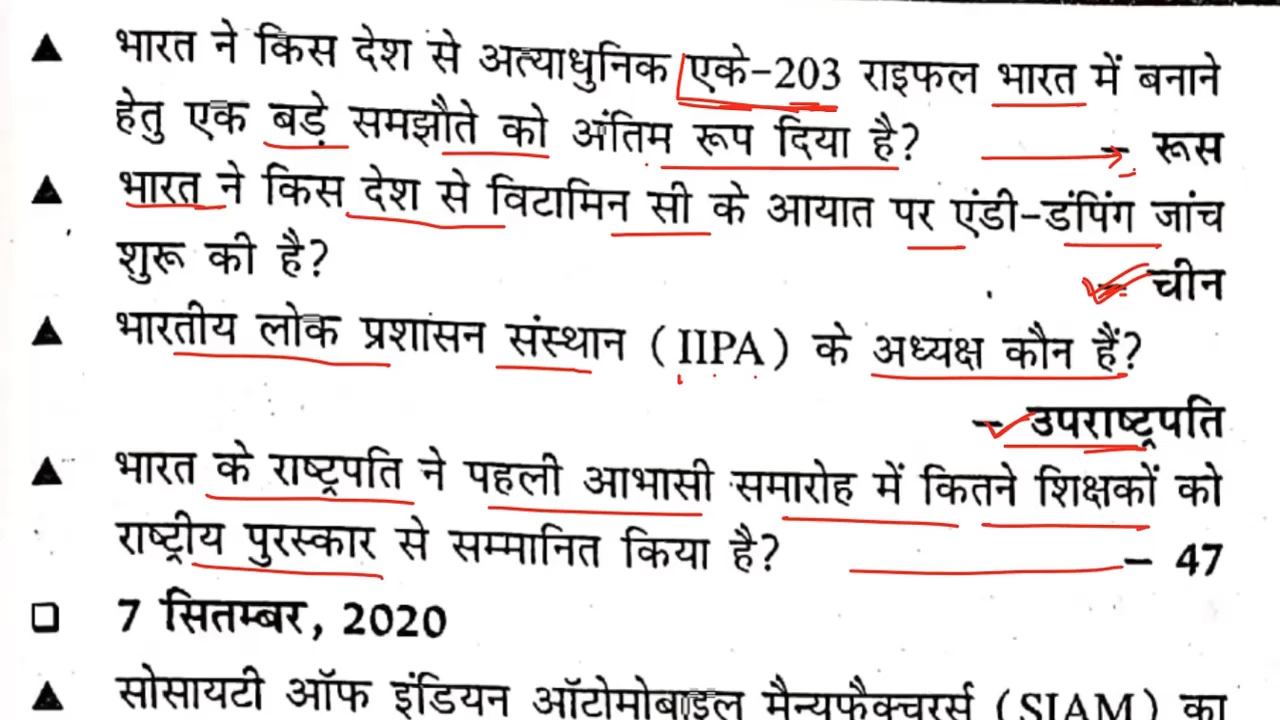 ▲ भारत ने किस देश से अत्याधुनिक एके-203 राइफल भारत में बनाने
हेतु एक बड़े समझौते को अंतिम रूप दिया है? – रूस
▲ भारत ने किस देश से विटामिन सी के आयात पर एंडी-डंपिंग जांच
शुरू की है? – चीन
▲ भारतीय लोक प्रशासन संस्थान (IIPA) के अध्यक्ष कौन हैं?
– उपराष्ट्रपति
▲ भारत के राष्ट्रपति ने पहली आभासी समारोह में कितने शिक्षकों को
राष्ट्रीय पुरस्कार से सम्मानित किया है? – 47
❑ 7 सितम्बर, 2020
▲ सोसायटी ऑफ इंडियन ऑटोमोबाइल मैन्यूफैक्चरर्स (SIAM) का